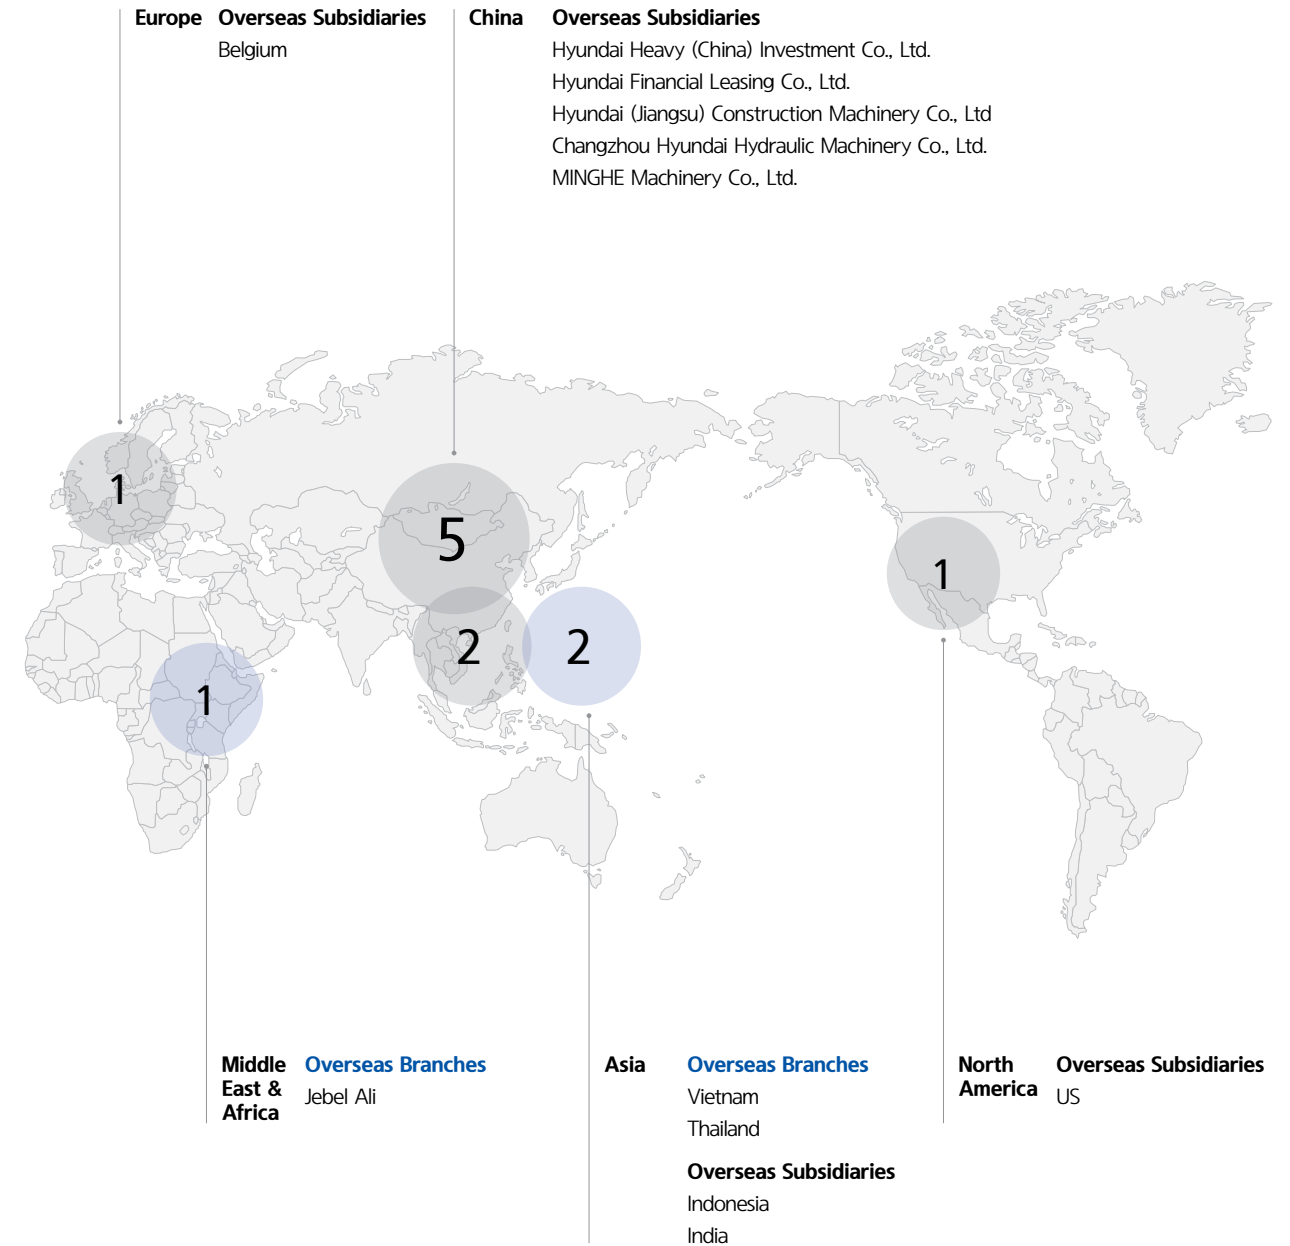 Europe Overseas Subsidiaries
Belgium
China Overseas Subsidiaries
Hyundai Heavy (China) Investment Co., Ltd.
Hyundai Financial Leasing Co., Ltd.
Hyundai (Jiangsu) Construction Machinery Co., Ltd
Changzhou Hyundai Hydraulic Machinery Co., Ltd.
MINGHE Machinery Co., Ltd.
1
5
1
2
2
1
Middle
East &
Africa
Overseas Branches
Jebel Ali
Asia
Overseas Branches
Vietnam
Thailand
Overseas Subsidiaries
Indonesia
India
North
America
Overseas Subsidiaries
US